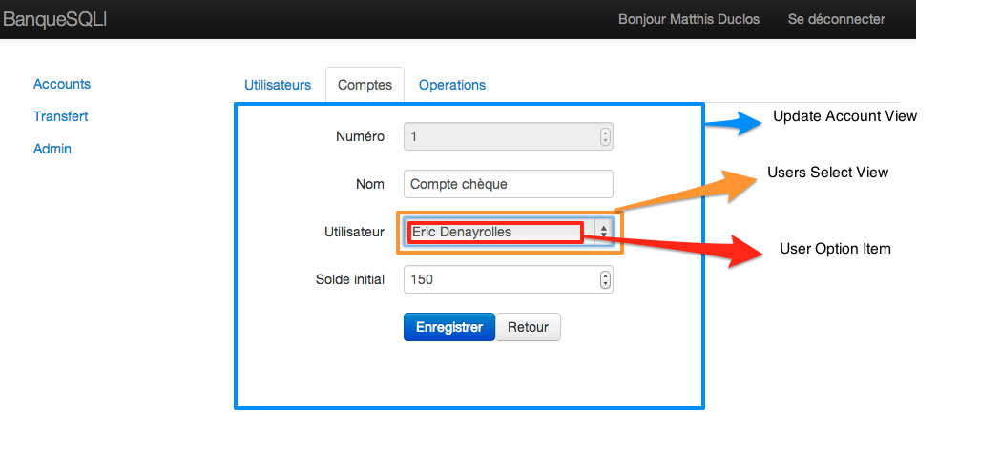 BanqueSQLI
Bonjour Matthis Duclos Se déconnecter
Accounts
Transfert
Admin
Utilisateurs Comptes Operations
Numéro 1
Nom Compte chèque
Utilisateur Eric Denayrolles
Solde initial 150
Enregistrer Retour
Update Account View
Users Select View
User Option Item